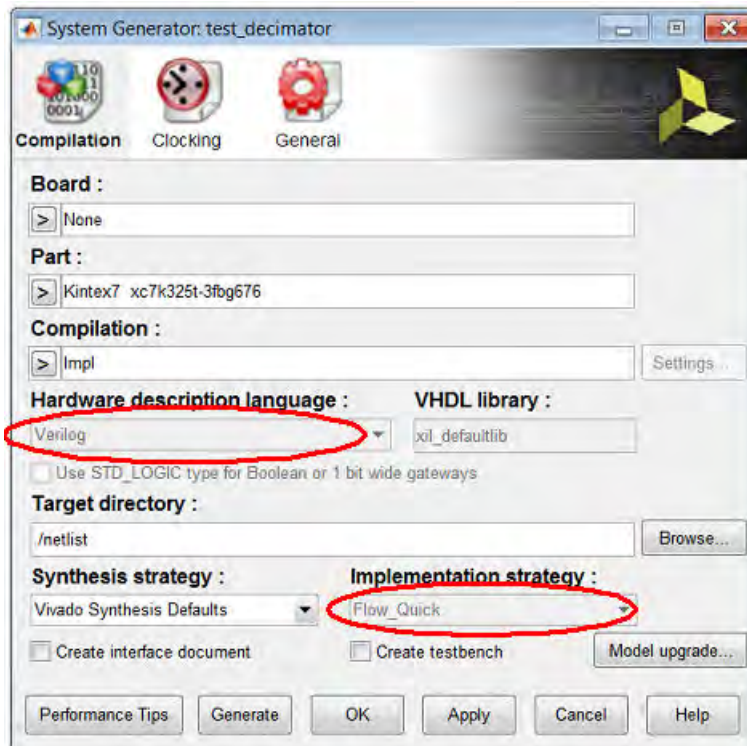 System Generator: test_decimator
Compilation Clocking General
Board :
> None
Part :
> Kintex7 xc7k325t-3fbg676
Compilation :
> Impl Settings...
Hardware description language : VHDL library :
Verilog xil_defaultlib
Use STD_LOGIC type for Boolean or 1 bit wide gateways
Target directory :
/netlist Browse...
Synthesis strategy : Implementation strategy :
Vivado Synthesis Defaults Flow_Quick
Create interface document Create testbench Model upgrade...
Performance Tips Generate OK Apply Cancel Help